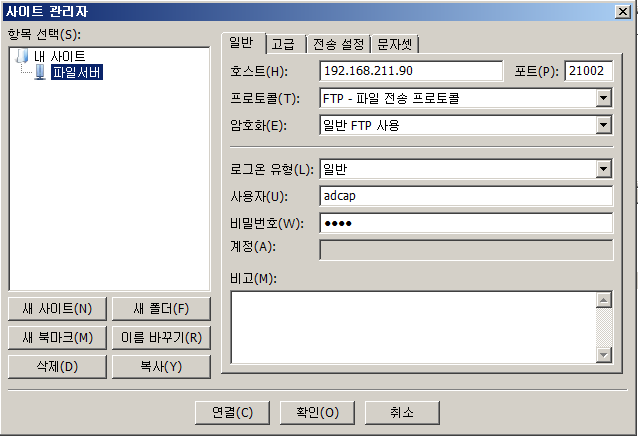 사이트 관리자
항목 선택(S):
내 사이트
파일서버
새 사이트(N) 새 폴더(F)
새 북마크(M) 이름 바꾸기(R)
삭제(D) 복사(Y)
일반 고급 전송 설정 문자셋
호스트(H): 192.168.211.90 포트(P): 21002
프로토콜(T): FTP - 파일 전송 프로토콜
암호화(E): 일반 FTP 사용
로그온 유형(L): 일반
사용자(U): adcap
비밀번호(W): ●●●●
계정(A):
비고(M):
연결(C) 확인(O) 취소